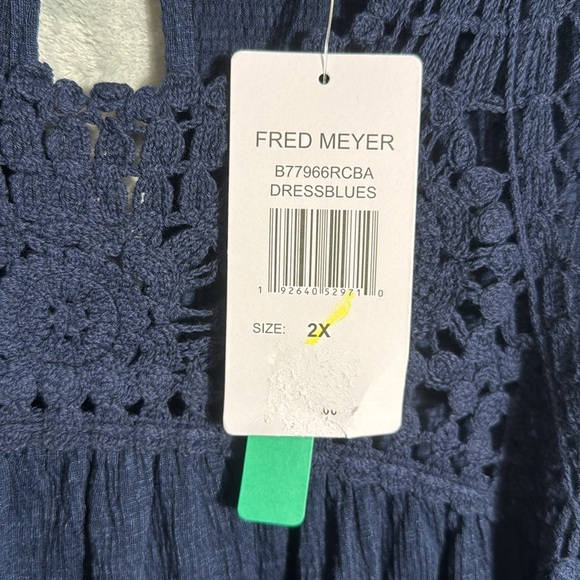 FRED MEYER
B77966RCBA
DRESSBLUES
1 92640 52971 0
SIZE: 2X